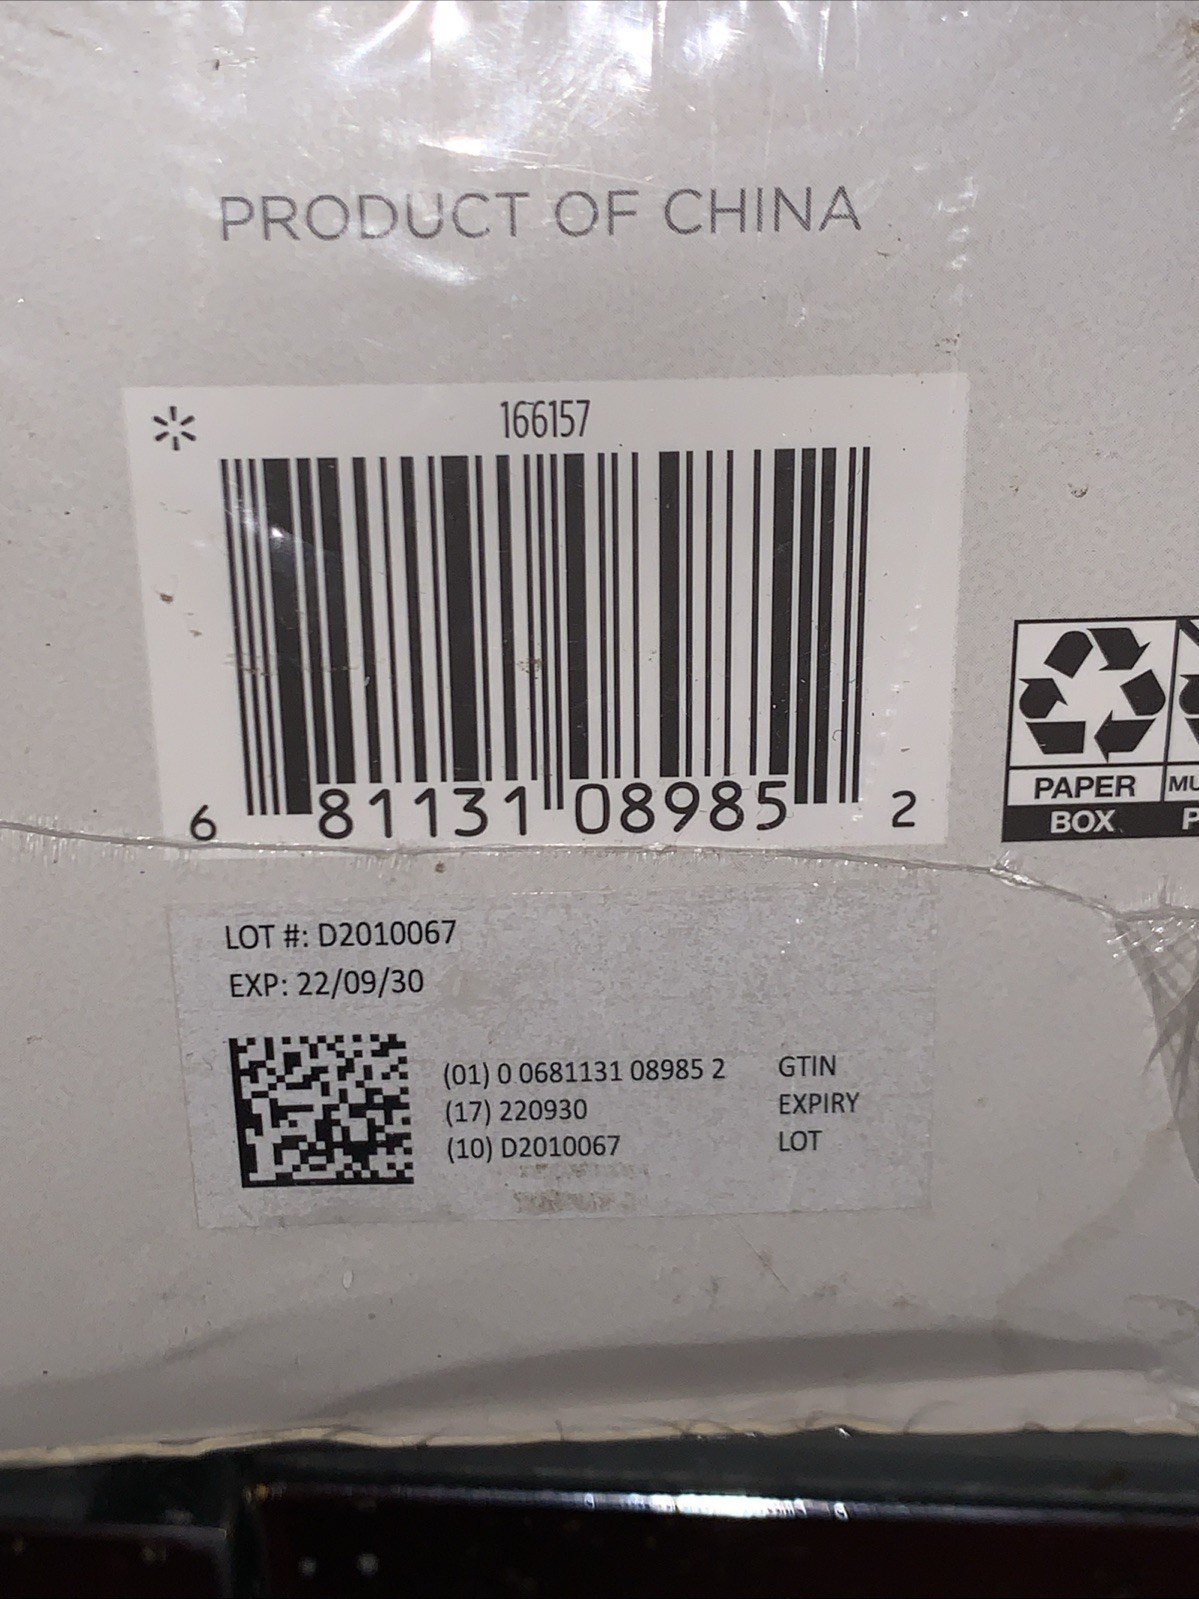 PRODUCT OF CHINA
166157
6 81131 08985 2
PAPER
BOX
LOT #: D2010067
EXP: 22/09/30
(01) 0 0681131 08985 2 GTIN
(17) 220930 EXPIRY
(10) D2010067 LOT